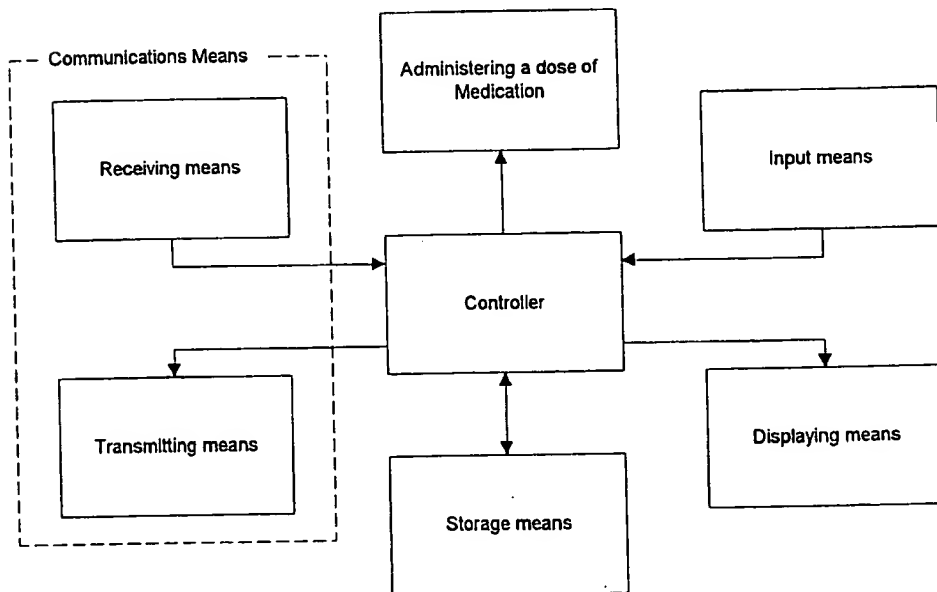 Communications Means
Administering a dose of
Medication
Receiving means
Input means
Controller
Transmitting means
Displaying means
Storage means